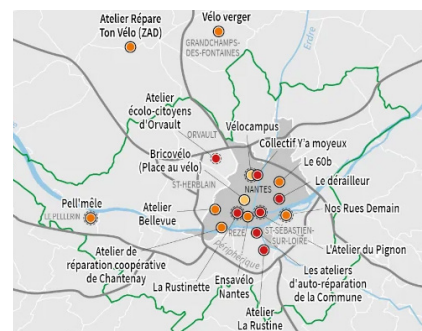 Atelier Répare
Ton Vélo (ZAD)
Vélo verger
GRANDCHAMPS-
DES-FONTAINES
Erdre
Atelier
écolo-citoyens
d'Orvault
ORVAULT
Vélocampus
Collectif Y'a moyeux
Bricovélo
(Place au vélo)
Le 60b
NANTES
Le dérailleur
ST-HERBLAIN
Pell'mêle
LE PELLERIN
Atelier
Bellevue
Nos Rues Demain
REZÉ
ST-SÉBASTIEN-
SUR-LOIRE
périphérique
L'Atelier du Pignon
Atelier de
réparation coopérative
de Chantenay
Les ateliers
d'auto-réparation
de la Commune
La Rustinette
Ensavélo
Nantes
Atelier
La Rustine